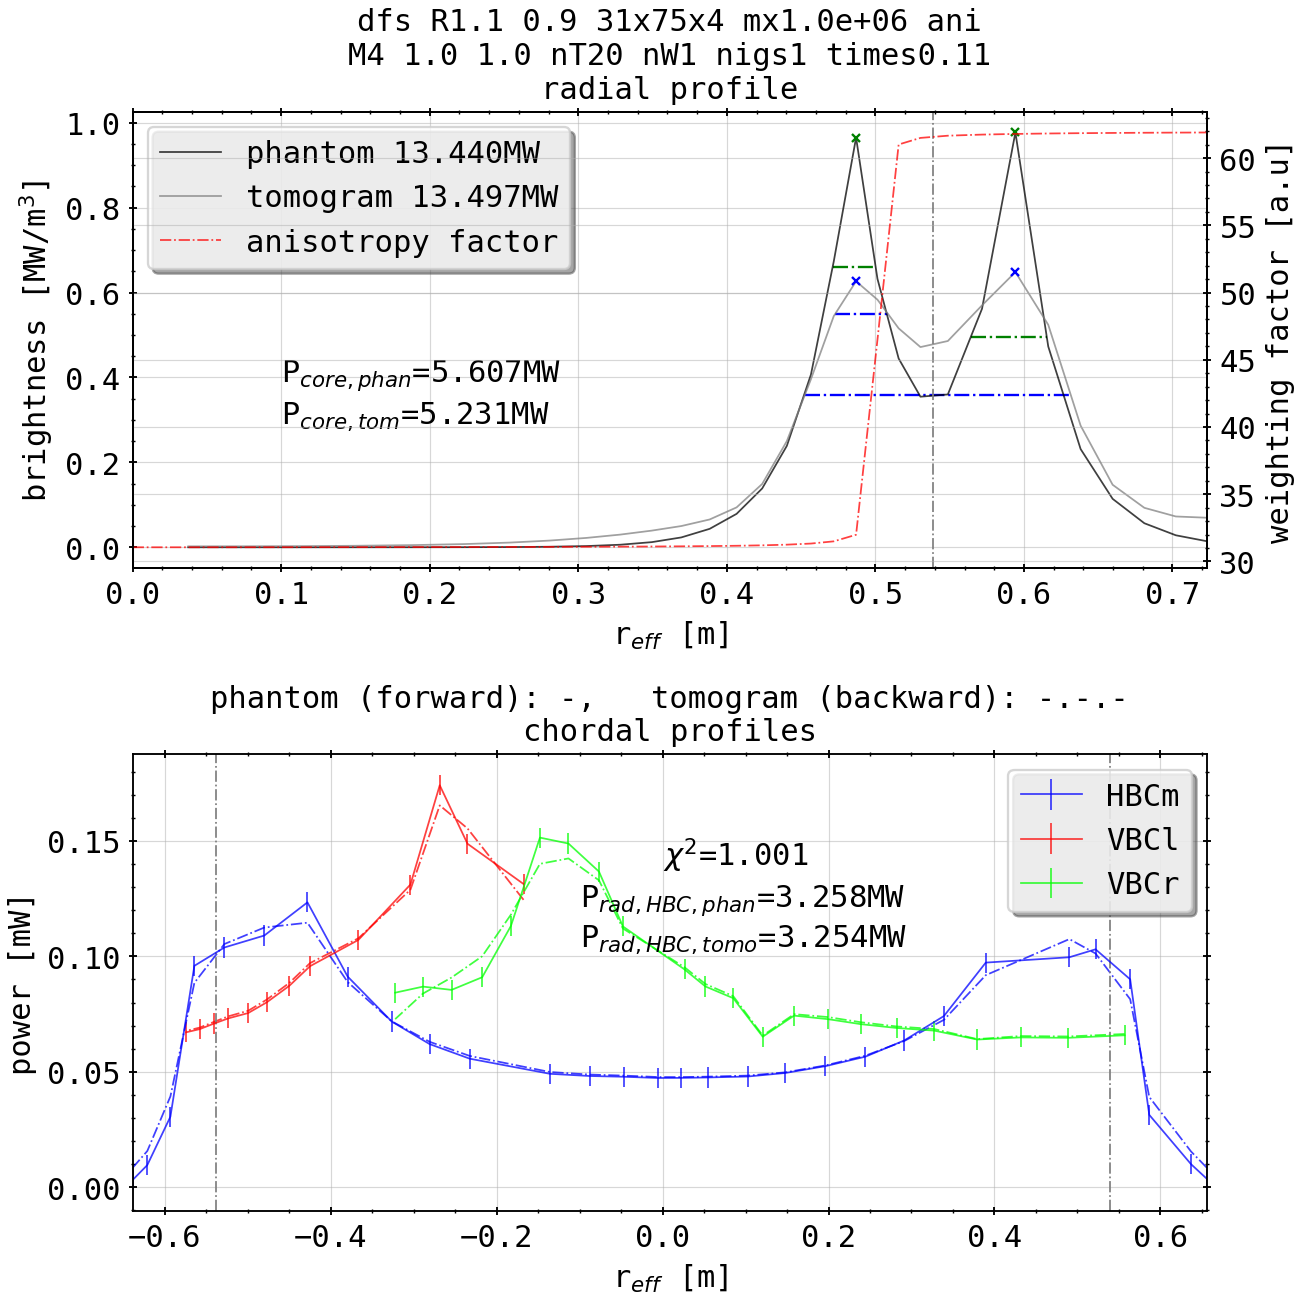 dfs R1.1 0.9 31x75x4 mx1.0e+06 ani
M4 1.0 1.0 nT20 nW1 nigs1 times0.11
radial profile
phantom 13.440MW
tomogram 13.497MW
anisotropy factor
P_core,phan=5.607MW
P_core,tom=5.231MW
brightness [MW/m³]
1.0
0.8
0.6
0.4
0.2
0.0
weighting factor [a.u]
60
55
50
45
40
35
30
0.0 0.1 0.2 0.3 0.4 0.5 0.6 0.7
r_eff [m]
phantom (forward): -,   tomogram (backward): -.-.-
chordal profiles
HBCm
VBCl
VBCr
χ²=1.001
P_rad,HBC,phan=3.258MW
P_rad,HBC,tomo=3.254MW
power [mW]
0.15
0.10
0.05
0.00
−0.6 −0.4 −0.2 0.0 0.2 0.4 0.6
r_eff [m]